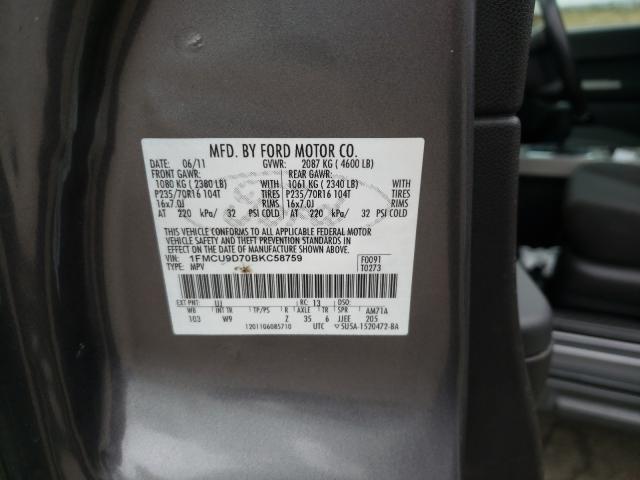 MFD. BY FORD MOTOR CO.
DATE: 06/11 GVWR: 2087 KG ( 4600 LB)
FRONT GAWR: REAR GAWR:
1080 KG ( 2380 LB) WITH 1061 KG ( 2340 LB) WITH
P235/70R16 104T TIRES P235/70R16 104T TIRES
16x7.0J RIMS 16x7.0J RIMS
AT 220 kPa/ 32 PSI COLD AT 220 kPa/ 32 PSI COLD
THIS VEHICLE CONFORMS TO ALL APPLICABLE FEDERAL MOTOR
VEHICLE SAFETY AND THEFT PREVENTION STANDARDS IN
EFFECT ON THE DATE OF MANUFACTURE SHOWN ABOVE.
VIN: 1FMCU9D70BKC58759 F0091
TYPE: MPV T0273
EXT PNT: UJ RC: 13 DSO:
WB INT TR TP/PS R AXLE TR SPR AM71A
103 W9 Z 35 6 JJEE 205
1201106085710 UTC SU5A-1520472-BA